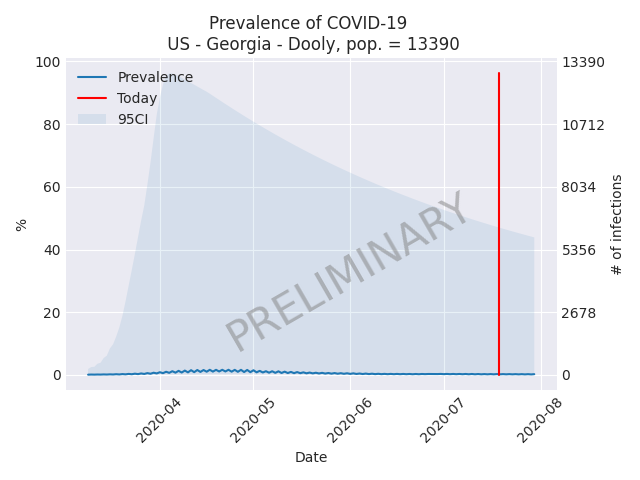 Prevalence of COVID-19
US - Georgia - Dooly, pop. = 13390
100
80
60
40
20
0
%
Prevalence
Today
95CI
PRELIMINARY
13390
10712
8034
5356
2678
0
# of infections
2020-04
2020-05
2020-06
2020-07
2020-08
Date